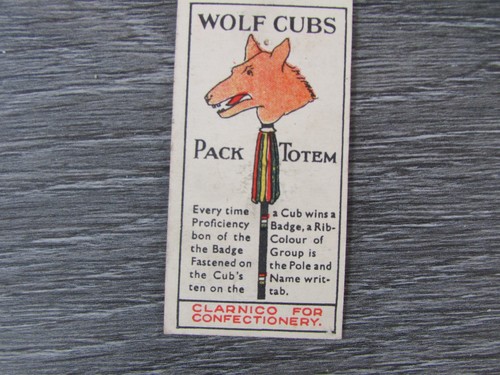 WOLF CUBS
PACK TOTEM
Every time a Cub wins a
Proficiency Badge, a Rib-
bon of the Colour of
the Badge Group is
Fastened on the Pole and
the Cub's Name writ-
ten on the tab.
CLARNICO FOR
CONFECTIONERY.